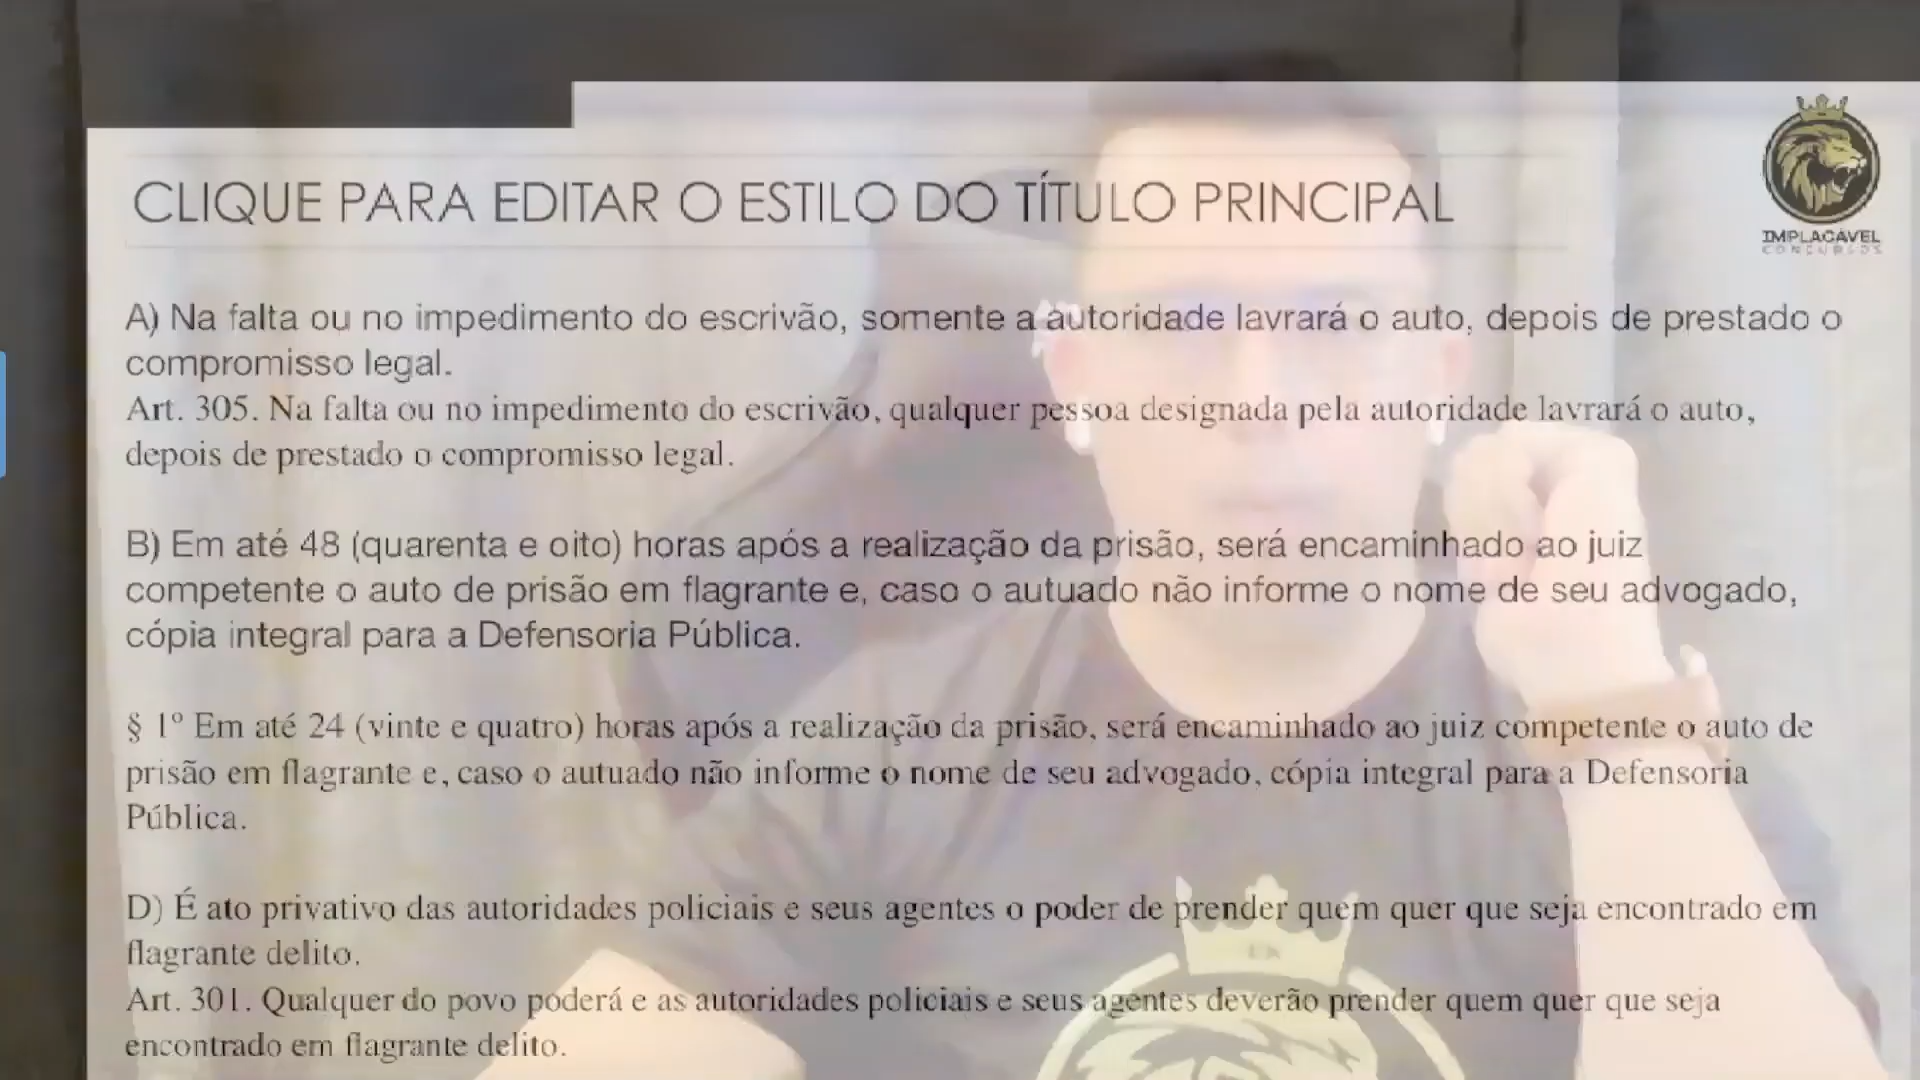 CLIQUE PARA EDITAR O ESTILO DO TÍTULO PRINCIPAL
IMPLACÁVEL
CONCURSOS
A) Na falta ou no impedimento do escrivão, somente a autoridade lavrará o auto, depois de prestado o
compromisso legal.
Art. 305. Na falta ou no impedimento do escrivão, qualquer pessoa designada pela autoridade lavrará o auto,
depois de prestado o compromisso legal.
B) Em até 48 (quarenta e oito) horas após a realização da prisão, será encaminhado ao juiz
competente o auto de prisão em flagrante e, caso o autuado não informe o nome de seu advogado,
cópia integral para a Defensoria Pública.
§ 1º Em até 24 (vinte e quatro) horas após a realização da prisão, será encaminhado ao juiz competente o auto de
prisão em flagrante e, caso o autuado não informe o nome de seu advogado, cópia integral para a Defensoria
Pública.
D) É ato privativo das autoridades policiais e seus agentes o poder de prender quem quer que seja encontrado em
flagrante delito.
Art. 301. Qualquer do povo poderá e as autoridades policiais e seus agentes deverão prender quem quer que seja
encontrado em flagrante delito.